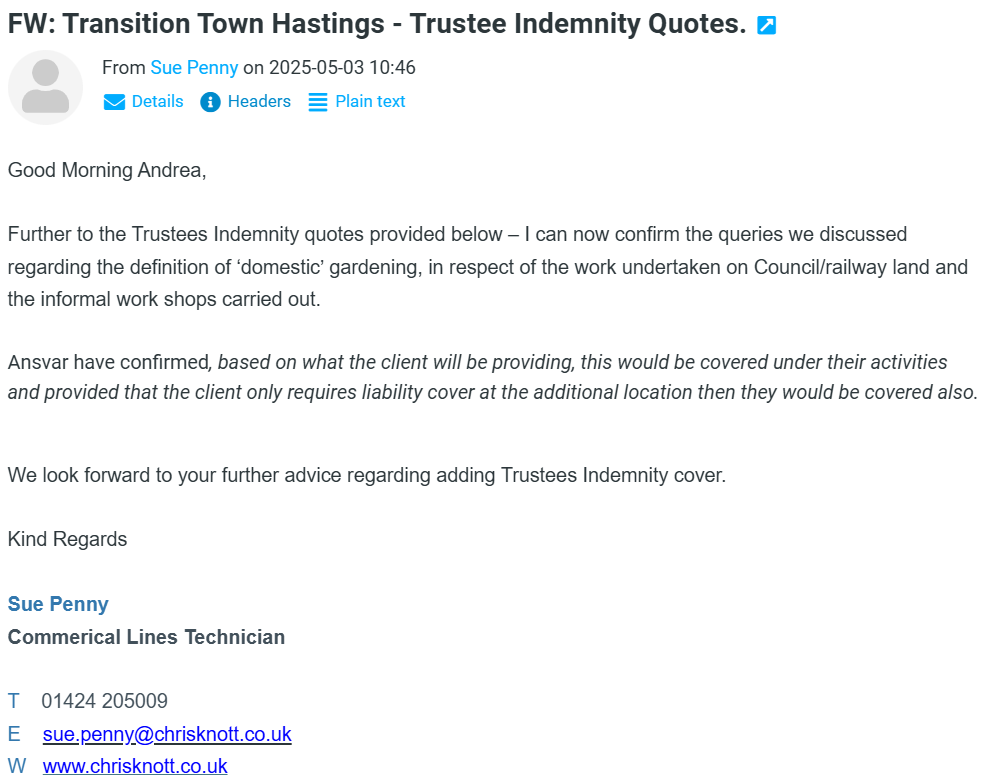 FW: Transition Town Hastings - Trustee Indemnity Quotes.
From Sue Penny on 2025-05-03 10:46
Details Headers Plain text
Good Morning Andrea,
Further to the Trustees Indemnity quotes provided below – I can now confirm the queries we discussed
regarding the definition of ‘domestic’ gardening, in respect of the work undertaken on Council/railway land and
the informal work shops carried out.
Ansvar have confirmed, based on what the client will be providing, this would be covered under their activities
and provided that the client only requires liability cover at the additional location then they would be covered also.
We look forward to your further advice regarding adding Trustees Indemnity cover.
Kind Regards
Sue Penny
Commerical Lines Technician
T 01424 205009
E sue.penny@chrisknott.co.uk
W www.chrisknott.co.uk